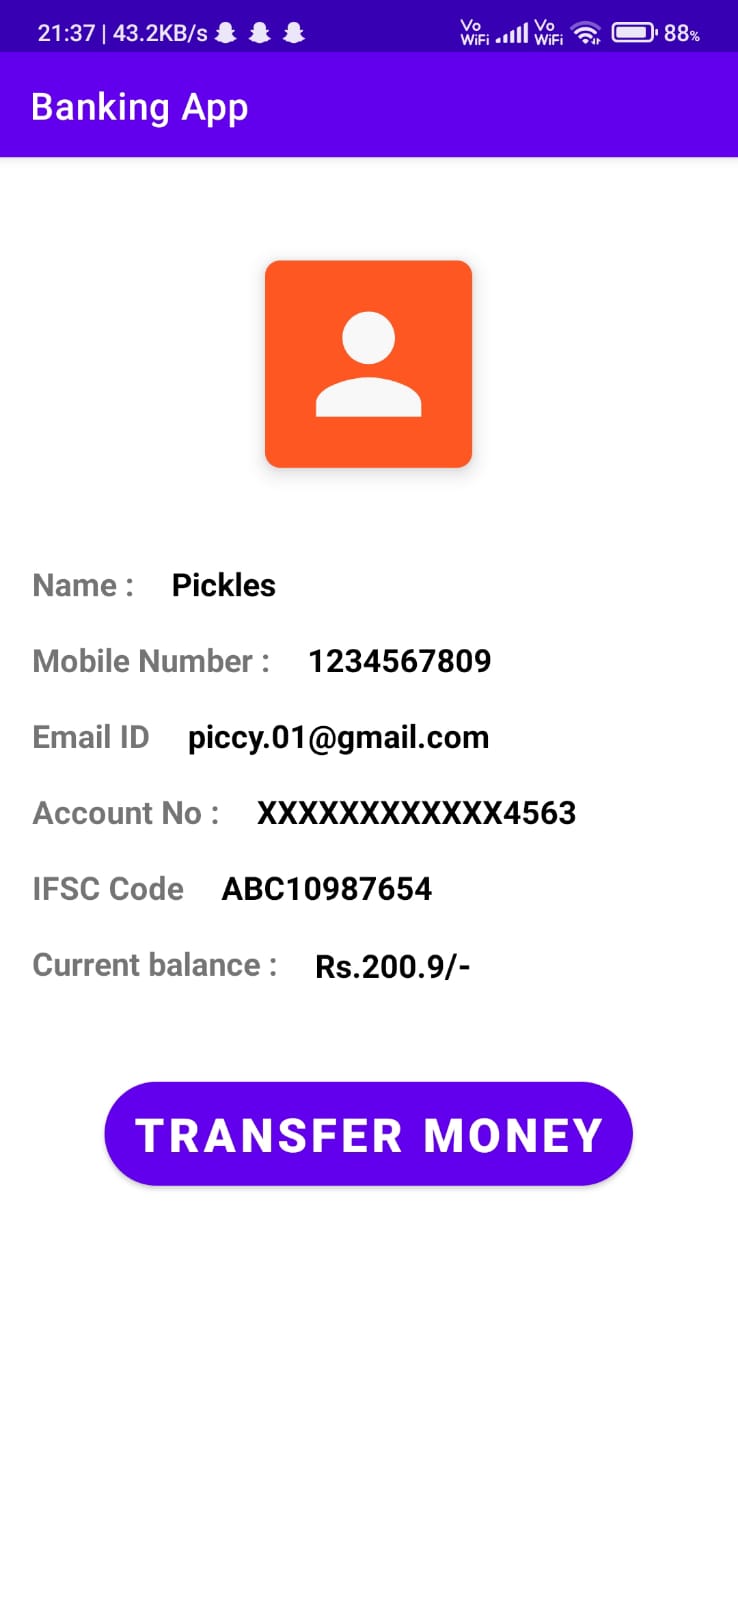 21:37 | 43.2KB/s Vo WiFi Vo WiFi 88%
Banking App
Name : Pickles
Mobile Number : 1234567809
Email ID piccy.01@gmail.com
Account No : XXXXXXXXXXXX4563
IFSC Code ABC10987654
Current balance : Rs.200.9/-
TRANSFER MONEY